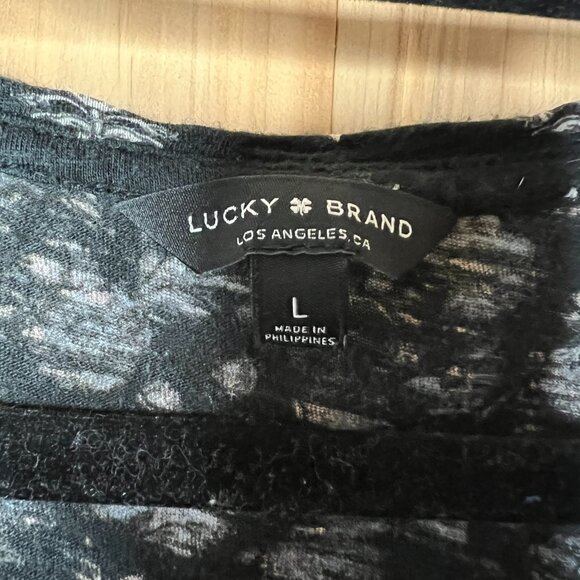 LUCKY BRAND
LOS ANGELES, CA
L
MADE IN
PHILIPPINES